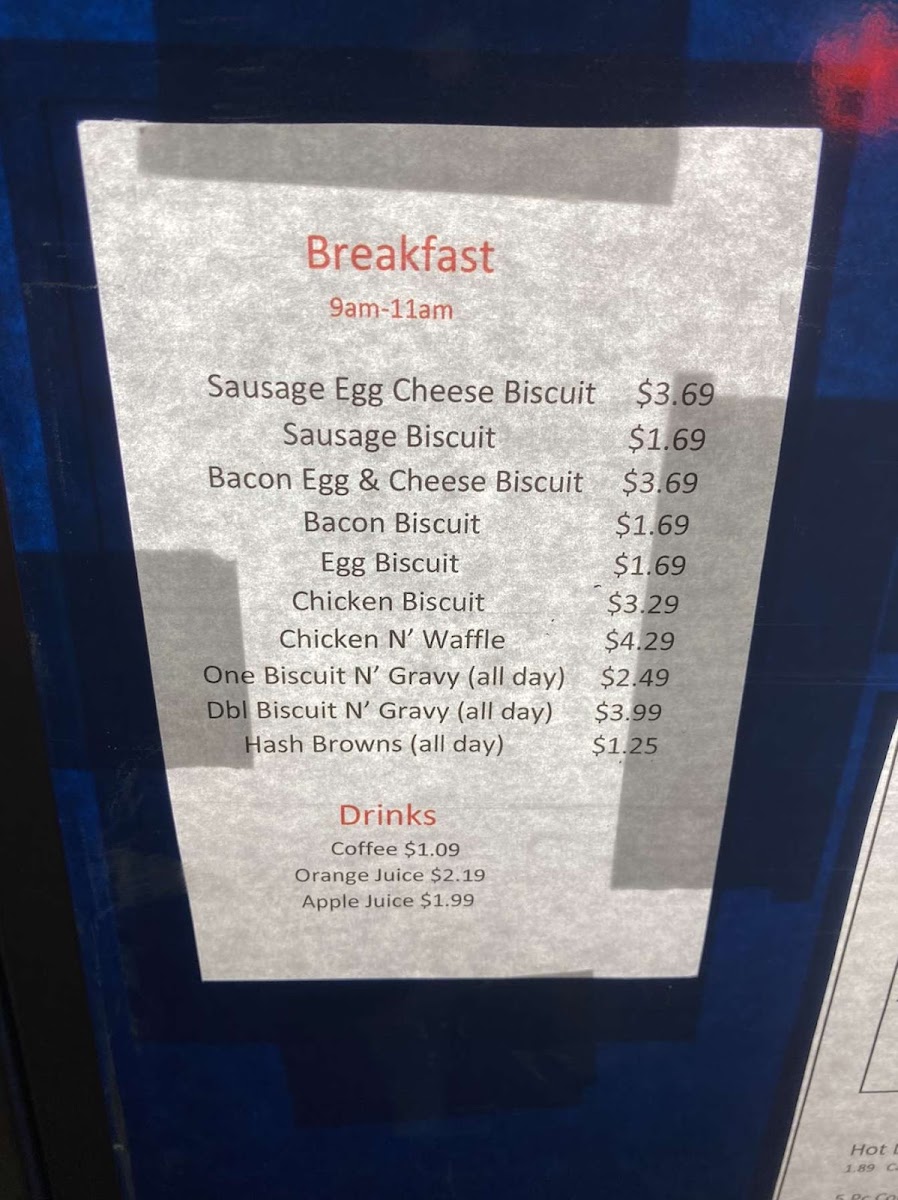 Breakfast
9am-11am
Sausage Egg Cheese Biscuit $3.69
Sausage Biscuit $1.69
Bacon Egg & Cheese Biscuit $3.69
Bacon Biscuit $1.69
Egg Biscuit $1.69
Chicken Biscuit $3.29
Chicken N’ Waffle $4.29
One Biscuit N’ Gravy (all day) $2.49
Dbl Biscuit N’ Gravy (all day) $3.99
Hash Browns (all day) $1.25
Drinks
Coffee $1.09
Orange Juice $2.19
Apple Juice $1.99
Hot
1.89